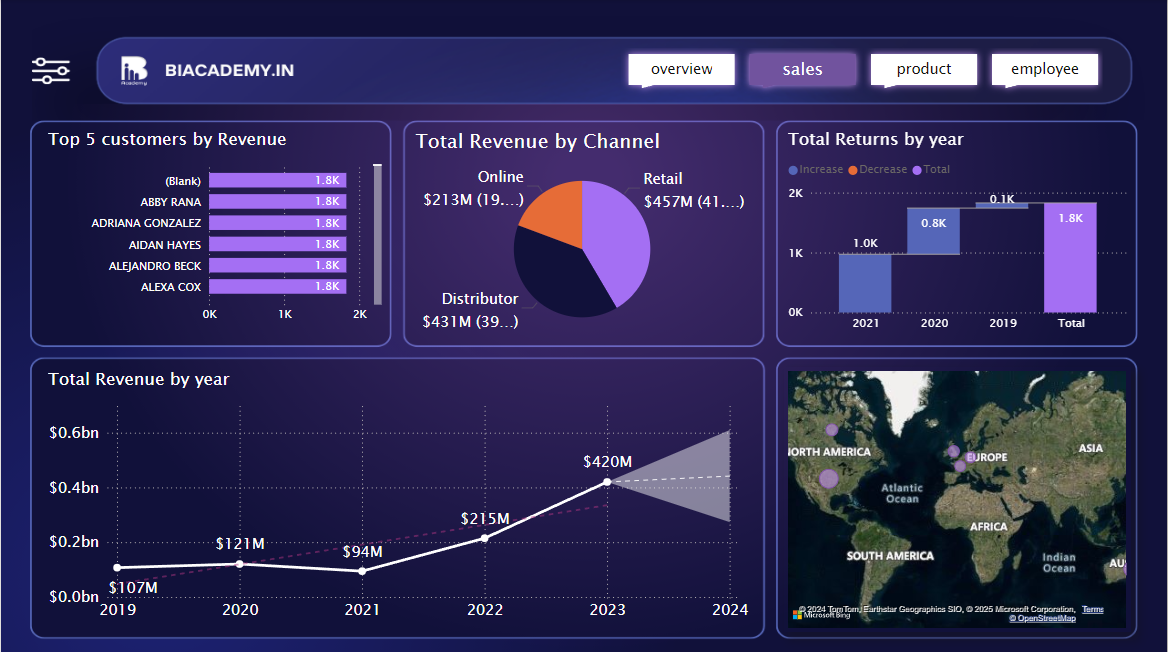 BIACADEMY.IN
overview
sales
product
employee
Top 5 customers by Revenue
(Blank) 1.8K
ABBY RANA 1.8K
ADRIANA GONZALEZ 1.8K
AIDAN HAYES 1.8K
ALEJANDRO BECK 1.8K
ALEXA COX 1.8K
0K 1K 2K
Total Revenue by Channel
Online
$213M (19....)
Retail
$457M (41....)
Distributor
$431M (39...)
Total Returns by year
Increase Decrease Total
2K
1K
0K
1.0K
0.8K
0.1K
1.8K
2021 2020 2019 Total
Total Revenue by year
$0.6bn
$0.4bn
$0.2bn
$0.0bn
$107M
$121M
$94M
$215M
$420M
2019 2020 2021 2022 2023 2024
NORTH AMERICA
EUROPE
ASIA
Atlantic
Ocean
AFRICA
SOUTH AMERICA
Indian
Ocean
AU
© 2024 TomTom, Earthstar Geographics SIO, © 2025 Microsoft Corporation, Terms
Microsoft Bing
© OpenStreetMap